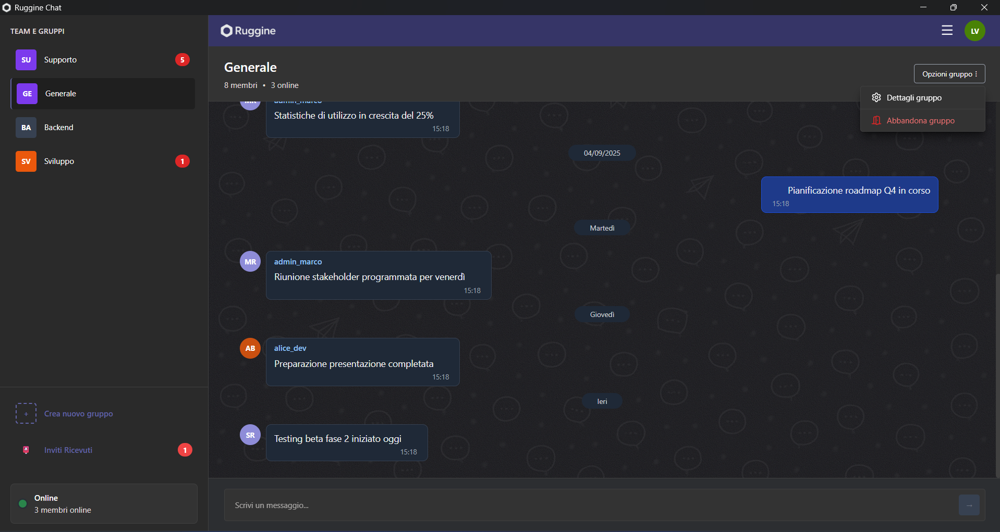 Ruggine Chat
TEAM E GRUPPI
SU Supporto 5
GE Generale
BA Backend
SV Sviluppo 1
+ Crea nuovo gruppo
Inviti Ricevuti 1
Online
3 membri online
Ruggine
LV
Generale
8 membri • 3 online
Opzioni gruppo
Dettagli gruppo
Abbandona gruppo
MR admin_marco
Statistiche di utilizzo in crescita del 25%
15:18
04/09/2025
Pianificazione roadmap Q4 in corso
15:18
Martedì
MR admin_marco
Riunione stakeholder programmata per venerdì
15:18
Giovedì
AB alice_dev
Preparazione presentazione completata
15:18
Ieri
SR Testing beta fase 2 iniziato oggi
15:18
Scrivi un messaggio...